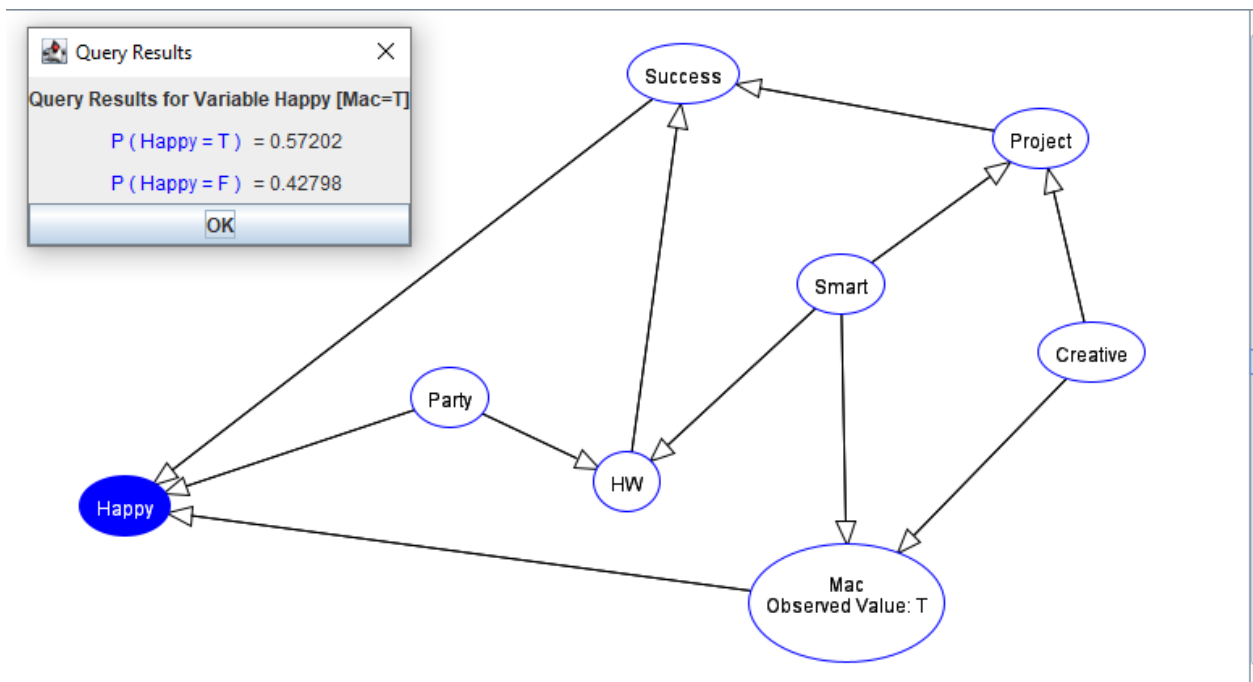 Query Results
Query Results for Variable Happy [Mac=T]
P ( Happy = T ) = 0.57202
P ( Happy = F ) = 0.42798
OK
Success
Project
Smart
Creative
Party
HW
Happy
Mac
Observed Value: T